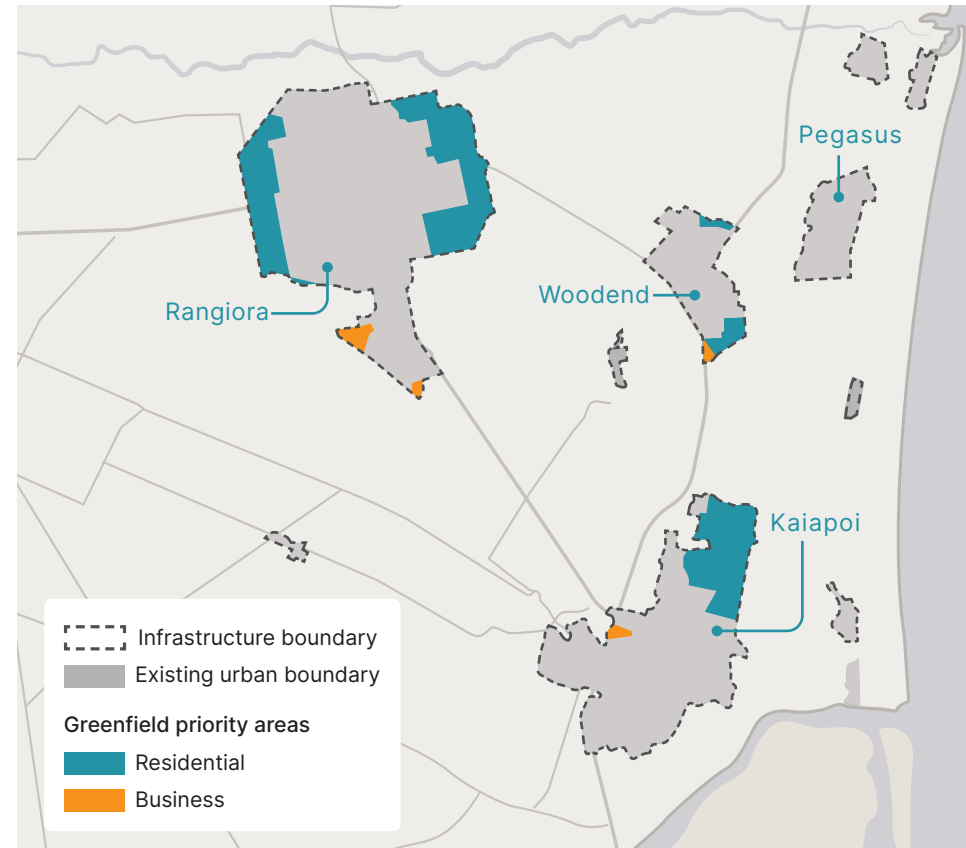 Pegasus
Woodend
Rangiora
Kaiapoi
Infrastructure boundary
Existing urban boundary
Greenfield priority areas
Residential
Business